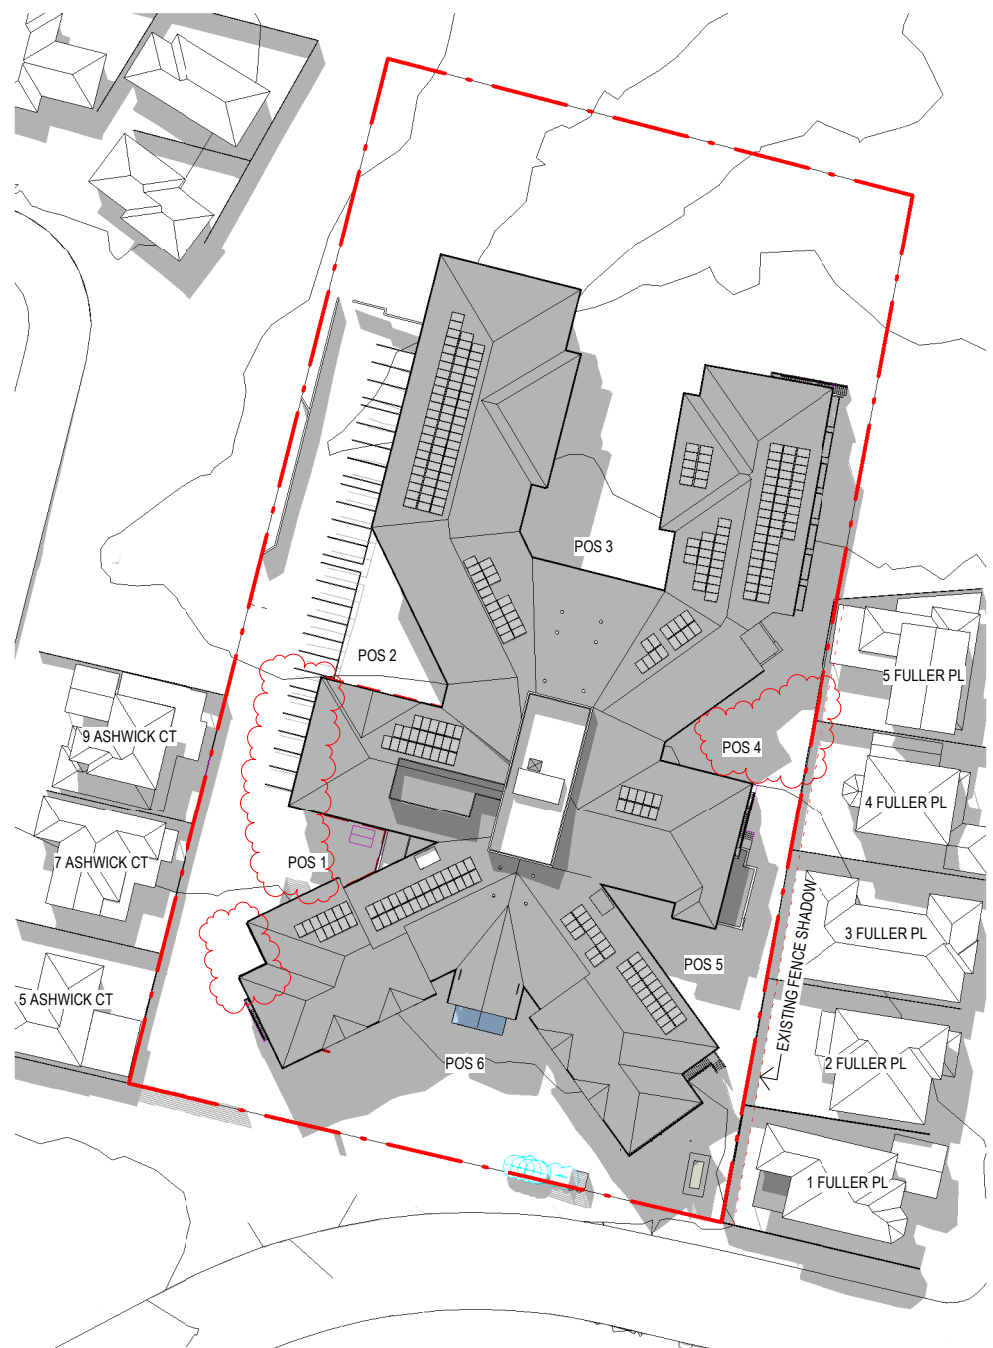 POS 3
POS 2
5 FULLER PL
9 ASHWICK CT
POS 4
4 FULLER PL
7 ASHWICK CT
POS 1
3 FULLER PL
POS 5
5 ASHWICK CT
EXISTING FENCE SHADOW
POS 6
2 FULLER PL
1 FULLER PL